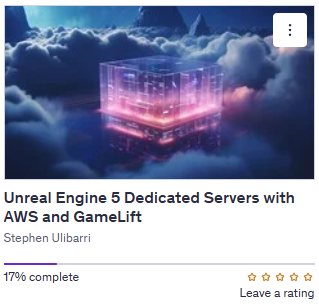 Unreal Engine 5 Dedicated Servers with
AWS and GameLift
Stephen Ulibarri
17% complete
Leave a rating